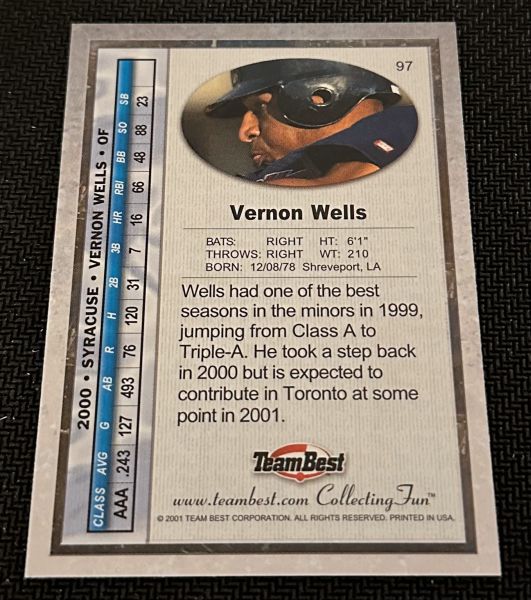 97
Vernon Wells
BATS: RIGHT HT: 6'1"
THROWS: RIGHT WT: 210
BORN: 12/08/78 Shreveport, LA
Wells had one of the best
seasons in the minors in 1999,
jumping from Class A to
Triple-A. He took a step back
in 2000 but is expected to
contribute in Toronto at some
point in 2001.
TeamBest
www.teambest.com CollectingFun™
© 2001 TEAM BEST CORPORATION. ALL RIGHTS RESERVED. PRINTED IN USA.
2000 • SYRACUSE • VERNON WELLS • OF
CLASS AVG G AB R H 2B 3B HR RBI BB SO SB
AAA .243 127 493 76 120 31 7 16 66 48 88 23